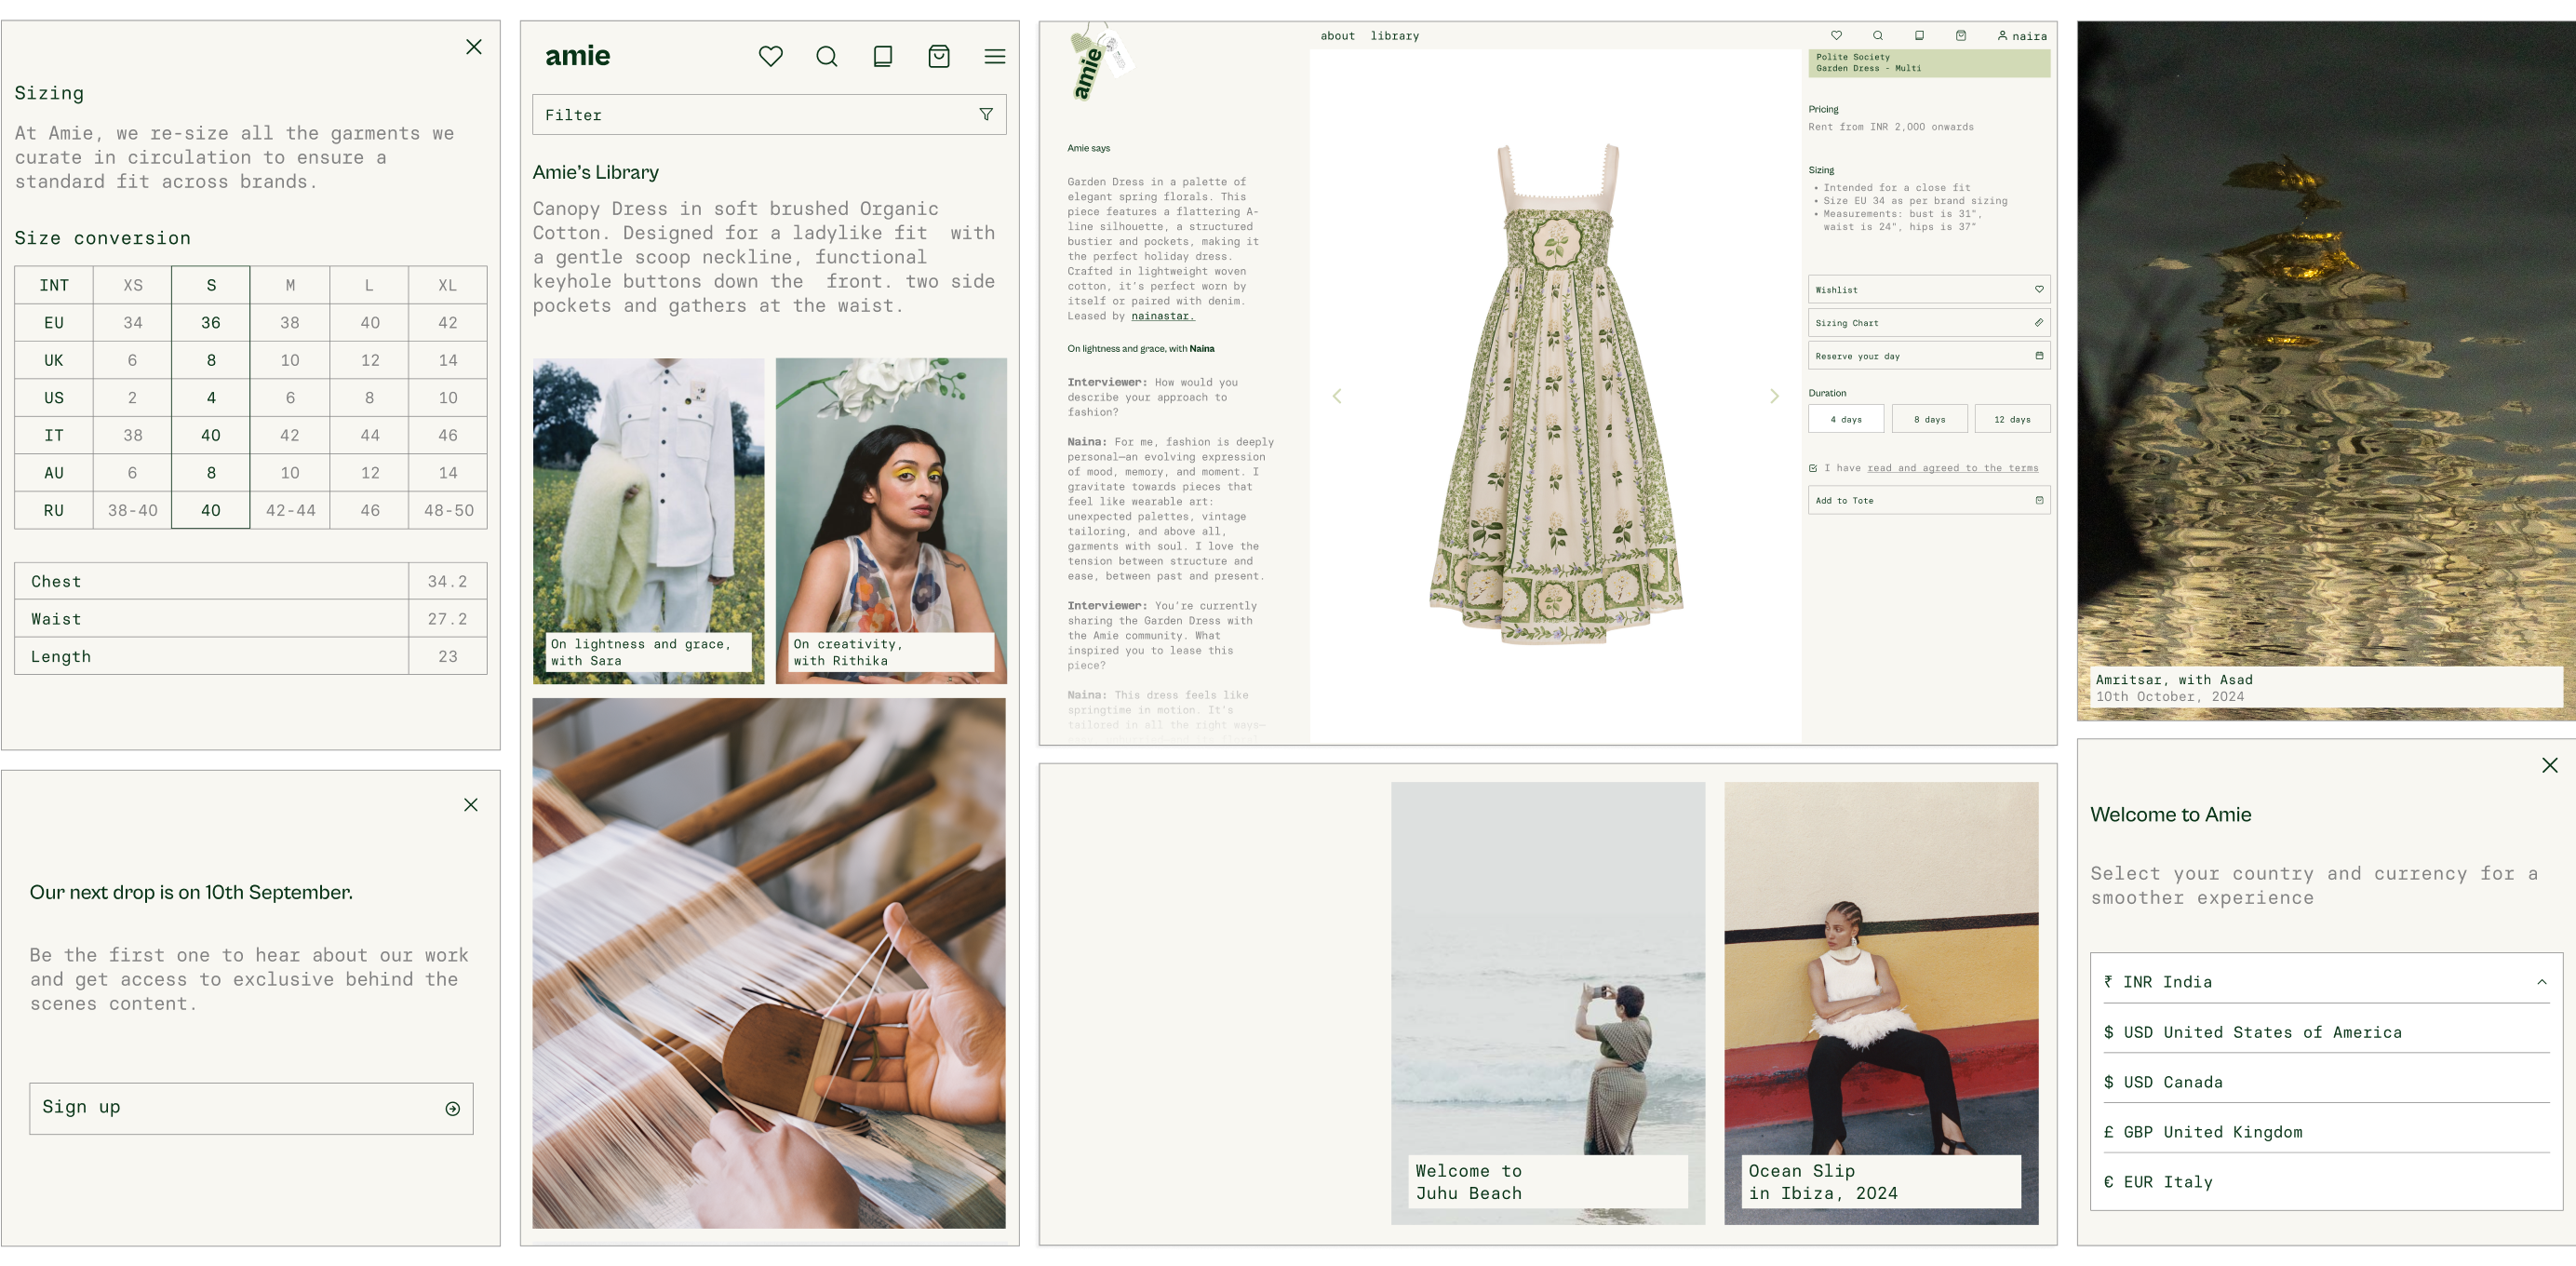 Sizing
At Amie, we re-size all the garments we
curate in circulation to ensure a
standard fit across brands.
Size conversion
INT XS S M L XL
EU 34 36 38 40 42
UK 6 8 10 12 14
US 2 4 6 8 10
IT 38 40 42 44 46
AU 6 8 10 12 14
RU 38-40 40 42-44 46 48-50
Chest 34.2
Waist 27.2
Length 23
Our next drop is on 10th September.
Be the first one to hear about our work
and get access to exclusive behind the
scenes content.
Sign up
amie
Filter
Amie's Library
Canopy Dress in soft brushed Organic
Cotton. Designed for a ladylike fit with
a gentle scoop neckline, functional
keyhole buttons down the front. two side
pockets and gathers at the waist.
On lightness and grace,
with Sara
On creativity,
with Rithika
amie
about library
naira
Amie says
Garden Dress in a palette of
elegant spring florals. This
piece features a flattering A-
line silhouette, a structured
bustier and pockets, making it
the perfect holiday dress.
Crafted in lightweight woven
cotton, it's perfect worn by
itself or paired with denim.
Leased by nainastar.
On lightness and grace, with Naina
Interviewer: How would you
describe your approach to
fashion?
Naina: For me, fashion is deeply
personal—an evolving expression
of mood, memory, and moment. I
gravitate towards pieces that
feel like wearable art:
unexpected palettes, vintage
tailoring, and above all,
garments with soul. I love the
tension between structure and
ease, between past and present.
Interviewer: You're currently
sharing the Garden Dress with
the Amie community. What
inspired you to lease this
piece?
Naina: This dress feels like
springtime in motion. It's
tailored in all the right ways—
Polite Society
Garden Dress - Multi
Pricing
Rent from INR 2,000 onwards
Sizing
• Intended for a close fit
• Size EU 34 as per brand sizing
• Measurements: bust is 31",
waist is 24", hips is 37"
Wishlist
Sizing Chart
Reserve your day
Duration
4 days 8 days 12 days
I have read and agreed to the terms
Add to Tote
Welcome to
Juhu Beach
Ocean Slip
in Ibiza, 2024
Amritsar, with Asad
10th October, 2024
Welcome to Amie
Select your country and currency for a
smoother experience
₹ INR India
$ USD United States of America
$ USD Canada
£ GBP United Kingdom
€ EUR Italy